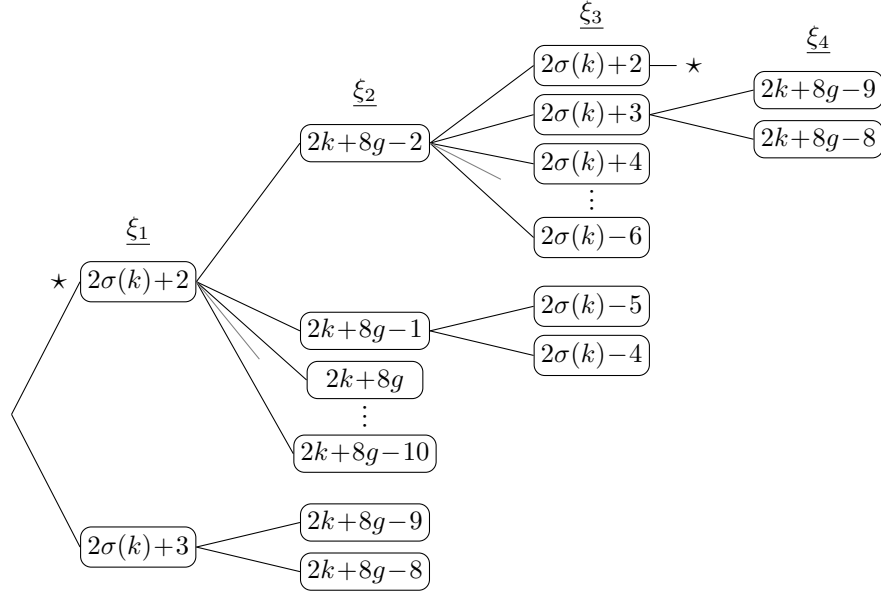 ξ₁
⋆ 2σ(k)+2
2σ(k)+3
ξ₂
2k+8g−2
2k+8g−1
2k+8g
⋮
2k+8g−10
2k+8g−9
2k+8g−8
ξ₃
2σ(k)+2 ⋆
2σ(k)+3
2σ(k)+4
⋮
2σ(k)−6
2σ(k)−5
2σ(k)−4
ξ₄
2k+8g−9
2k+8g−8